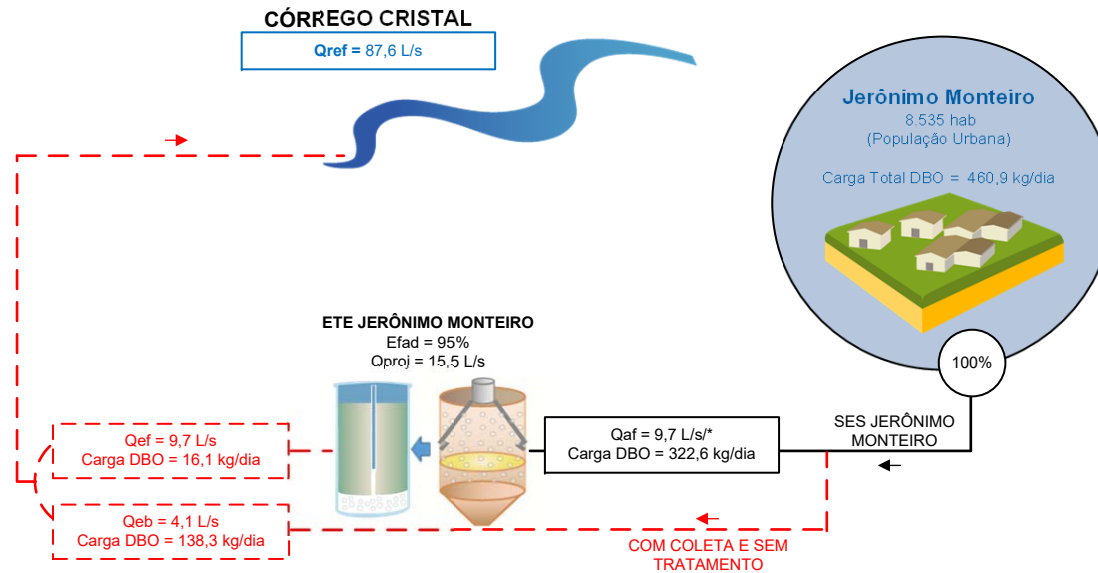 CÓRREGO CRISTAL
Qref = 87,6 L/s
Jerônimo Monteiro
8.535 hab
(População Urbana)
Carga Total DBO = 460,9 kg/dia
ETE JERÔNIMO MONTEIRO
Efad = 95%
Qproj = 15,5 L/s
100%
SES JERÔNIMO
MONTEIRO
Qaf = 9,7 L/s/*
Carga DBO = 322,6 kg/dia
Qef = 9,7 L/s
Carga DBO = 16,1 kg/dia
Qeb = 4,1 L/s
Carga DBO = 138,3 kg/dia
COM COLETA E SEM
TRATAMENTO